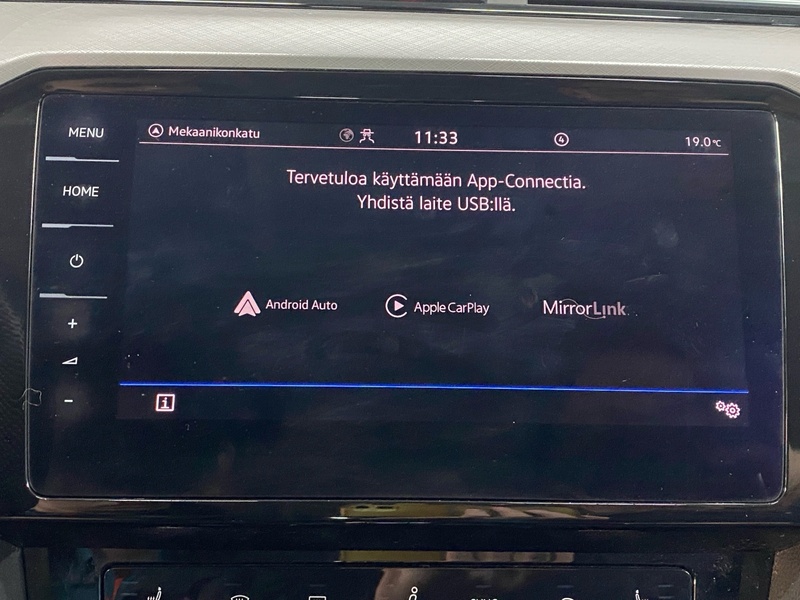 MENU
HOME
Mekaanikonkatu
11:33
4
19.0°C
Tervetuloa käyttämään App-Connectia.
Yhdistä laite USB:llä.
Android Auto
Apple CarPlay
MirrorLink
+
-
i